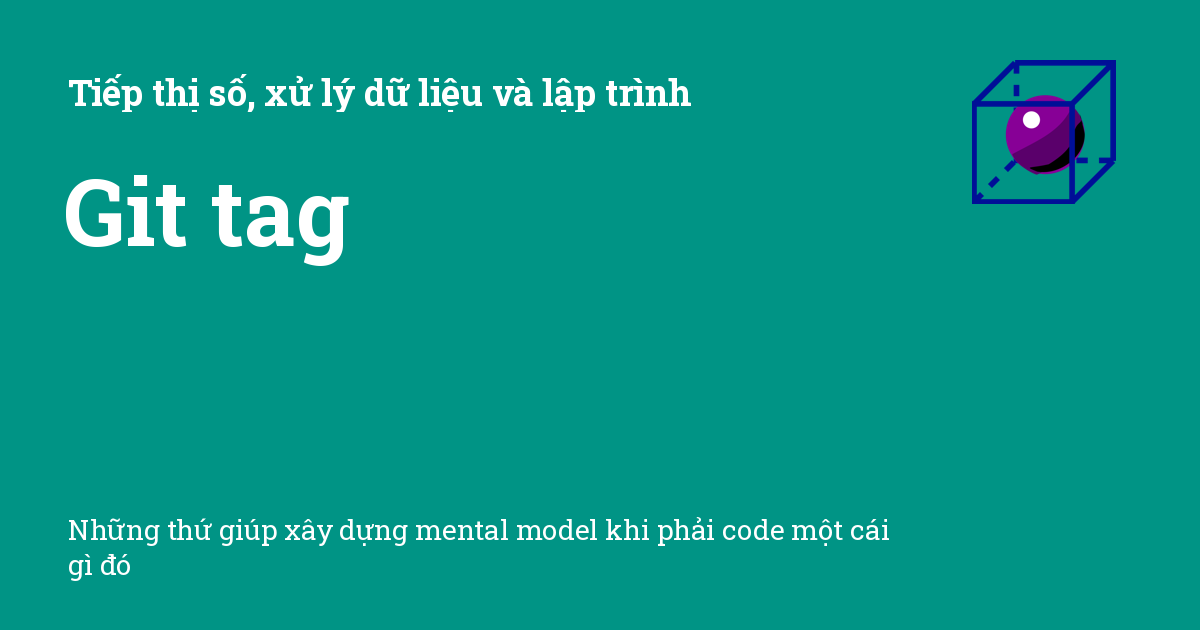 Tiếp thị số, xử lý dữ liệu và lập trình
Git tag
Những thứ giúp xây dựng mental model khi phải code một cái
gì đó